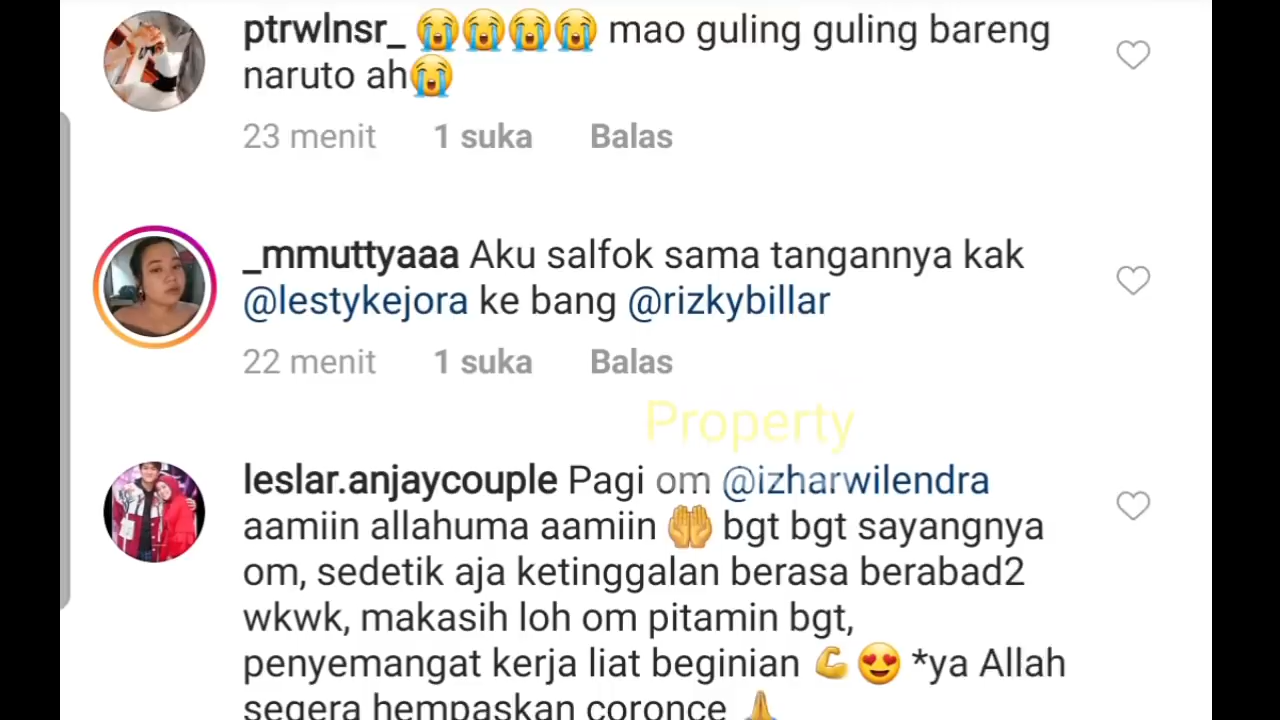 ptrwlnsr_ 😭😭😭😭 mao guling guling bareng
naruto ah😭
23 menit 1 suka Balas
_mmuttyaaa Aku salfok sama tangannya kak
@lestykejora ke bang @rizkybillar
22 menit 1 suka Balas
Property
leslar.anjaycouple Pagi om @izharwilendra
aamiin allahuma aamiin 🤲 bgt bgt sayangnya
om, sedetik aja ketinggalan berasa berabad2
wkwk, makasih loh om pitamin bgt,
penyemangat kerja liat beginian 💪😍 *ya Allah
segera hempaskan coronce 🙏